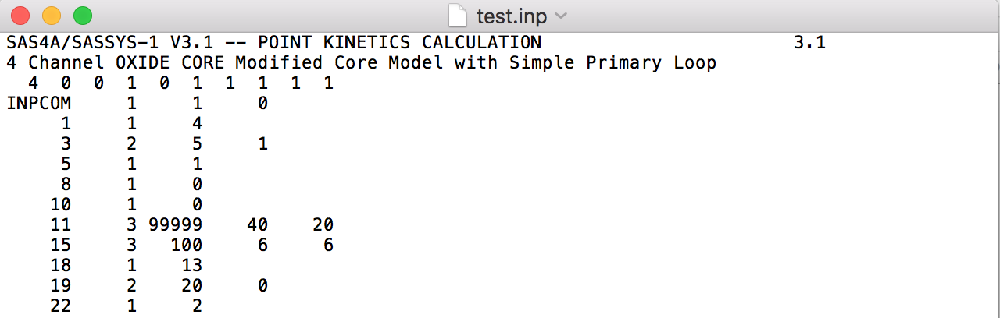 test.inp
SAS4A/SASSYS-1 V3.1 -- POINT KINETICS CALCULATION                       3.1
4 Channel OXIDE CORE Modified Core Model with Simple Primary Loop
  4  0  0  1  0  1  1  1  1  1
INPCOM     1     1     0
     1     1     4
     3     2     5     1
     5     1     1
     8     1     0
    10     1     0
    11     3 99999    40    20
    15     3   100     6     6
    18     1    13
    19     2    20     0
    22     1     2